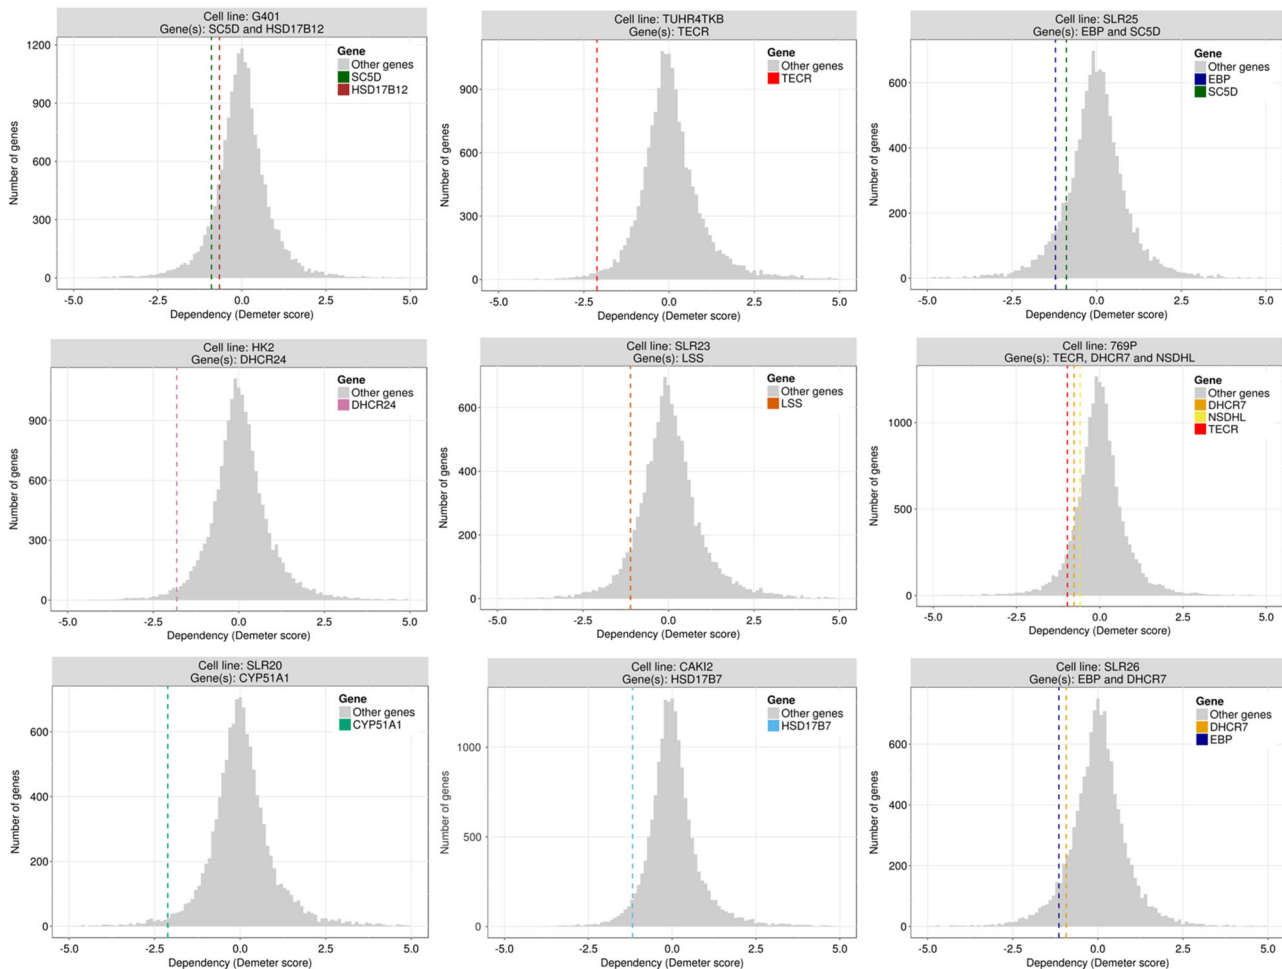 Cell line: G401
Gene(s): SC5D and HSD17B12
1200
900
600
300
0
Number of genes
Gene
Other genes
SC5D
HSD17B12
-5.0
-2.5
0.0
2.5
5.0
Dependency (Demeter score)
Cell line: TUHR4TKB
Gene(s): TECR
900
600
300
0
Number of genes
Gene
Other genes
TECR
-5.0
-2.5
0.0
2.5
5.0
Dependency (Demeter score)
Cell line: SLR25
Gene(s): EBP and SC5D
600
400
200
0
Number of genes
Gene
Other genes
EBP
SC5D
-5.0
-2.5
0.0
2.5
5.0
Dependency (Demeter score)
Cell line: HK2
Gene(s): DHCR24
900
600
300
0
Number of genes
Gene
Other genes
DHCR24
-5.0
-2.5
0.0
2.5
5.0
Dependency (Demeter score)
Cell line: SLR23
Gene(s): LSS
600
400
200
0
Number of genes
Gene
Other genes
LSS
-5.0
-2.5
0.0
2.5
5.0
Dependency (Demeter score)
Cell line: 769P
Gene(s): TECR, DHCR7 and NSDHL
1000
500
0
Number of genes
Gene
Other genes
DHCR7
NSDHL
TECR
-5.0
-2.5
0.0
2.5
5.0
Dependency (Demeter score)
Cell line: SLR20
Gene(s): CYP51A1
600
400
200
0
Number of genes
Gene
Other genes
CYP51A1
-5.0
-2.5
0.0
2.5
5.0
Dependency (Demeter score)
Cell line: CAKI2
Gene(s): HSD17B7
1000
500
0
Number of genes
Gene
Other genes
HSD17B7
-5.0
-2.5
0.0
2.5
5.0
Dependency (Demeter score)
Cell line: SLR26
Gene(s): EBP and DHCR7
600
400
200
0
Number of genes
Gene
Other genes
DHCR7
EBP
-5.0
-2.5
0.0
2.5
5.0
Dependency (Demeter score)